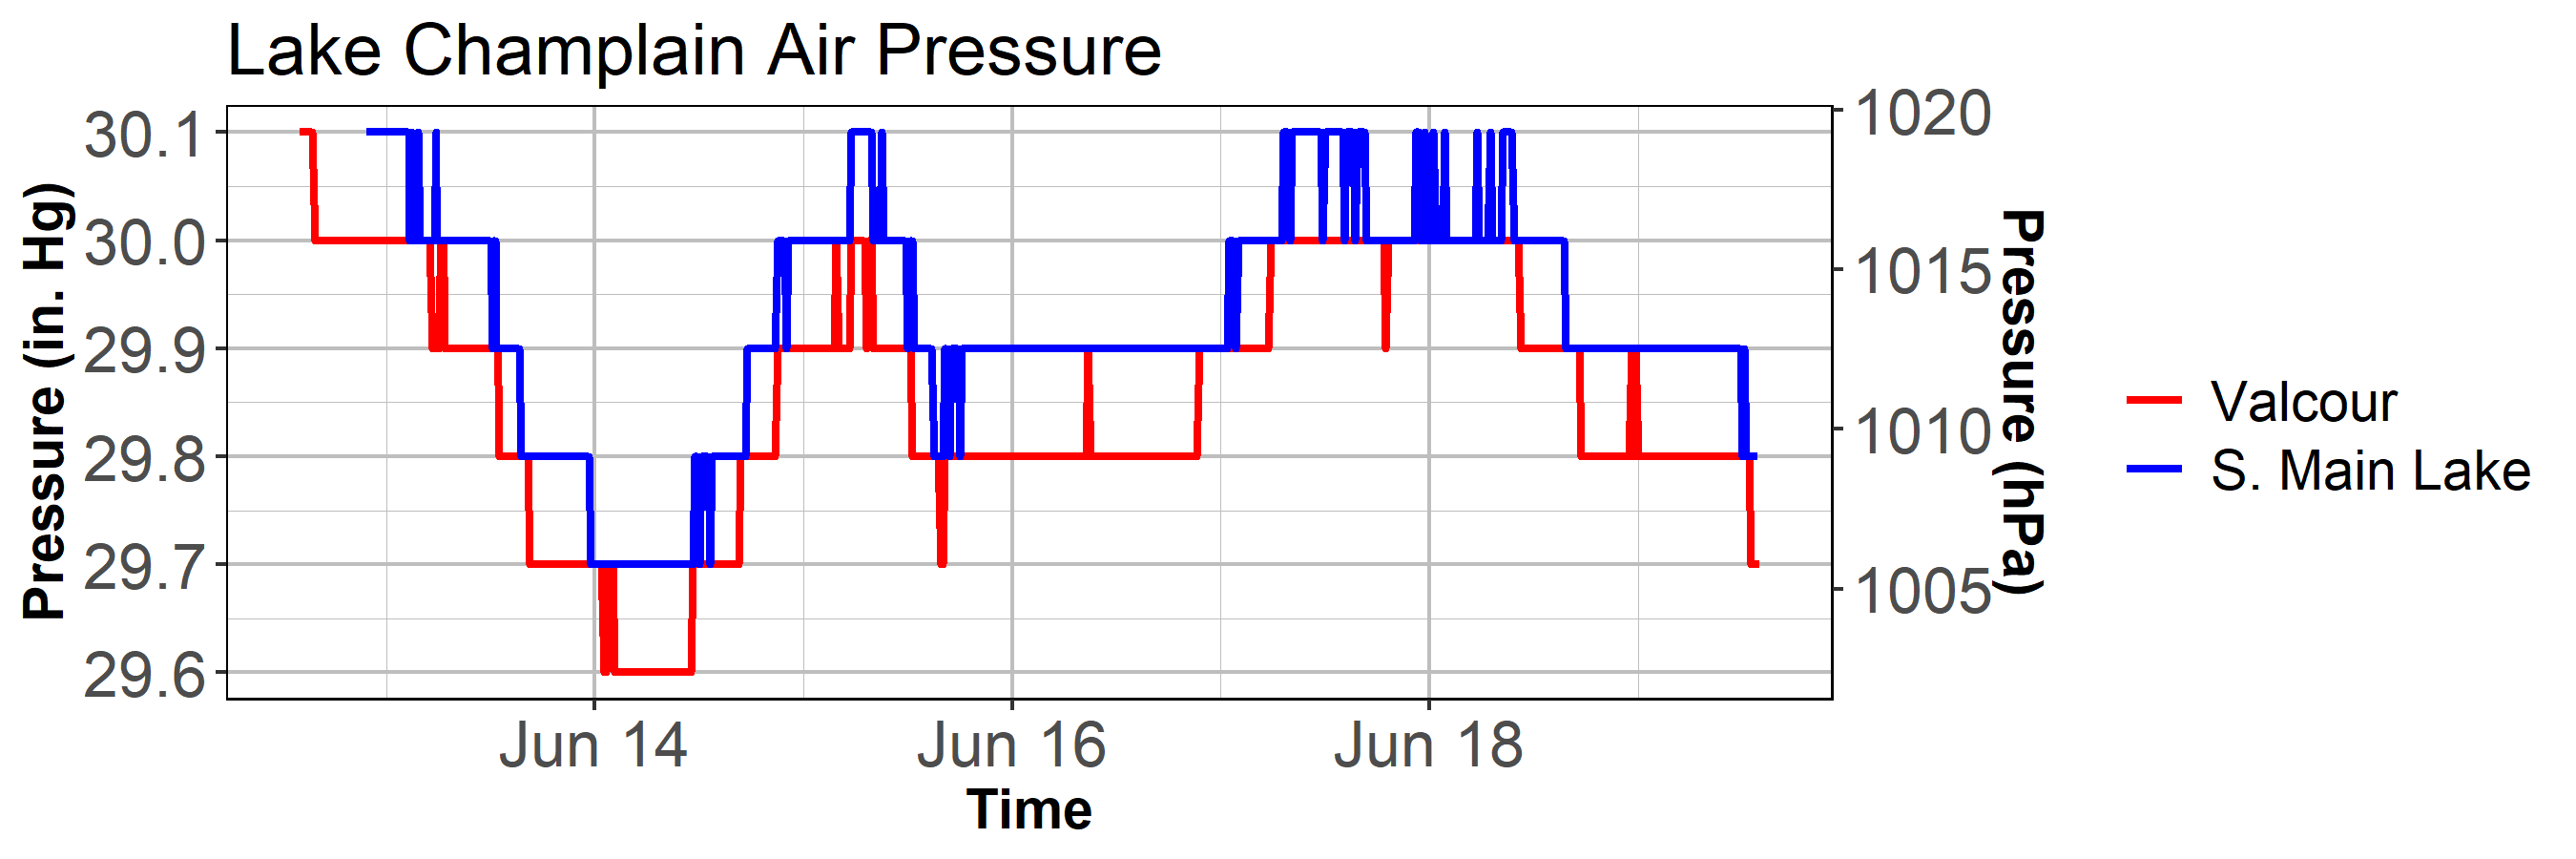 Lake Champlain Air Pressure
Pressure (in. Hg)
30.1
30.0
29.9
29.8
29.7
29.6
1020
1015
1010
1005
Pressure (hPa)
Jun 14
Jun 16
Jun 18
Time
Valcour
S. Main Lake